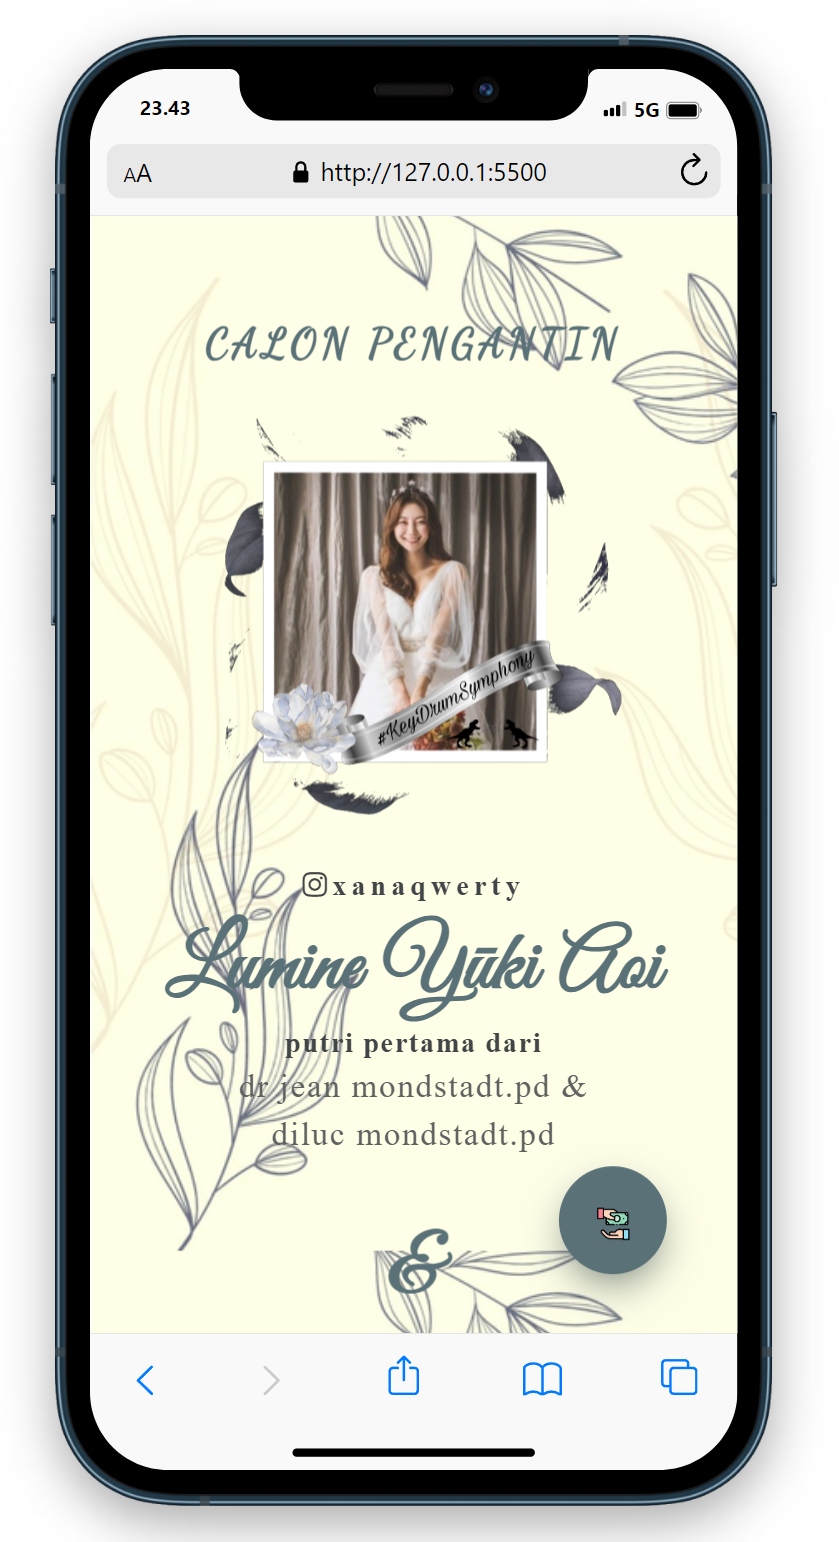 23.43
5G
AA
http://127.0.0.1:5500
CALON PENGANTIN
#KeyDrumSymphony
xanaqwerty
Lumine Yūki Aoi
putri pertama dari
dr jean mondstadt.pd &
diluc mondstadt.pd
&